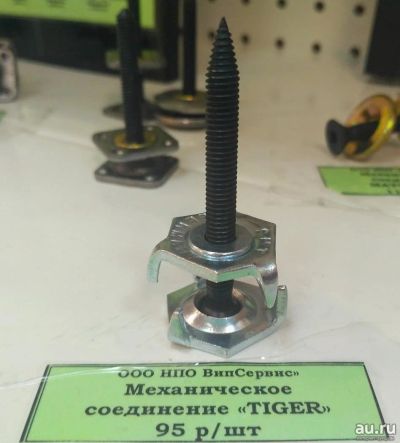 ООО НПО ВипСервис»
Механическое
соединение «TIGER»
95 р/шт
au.ru